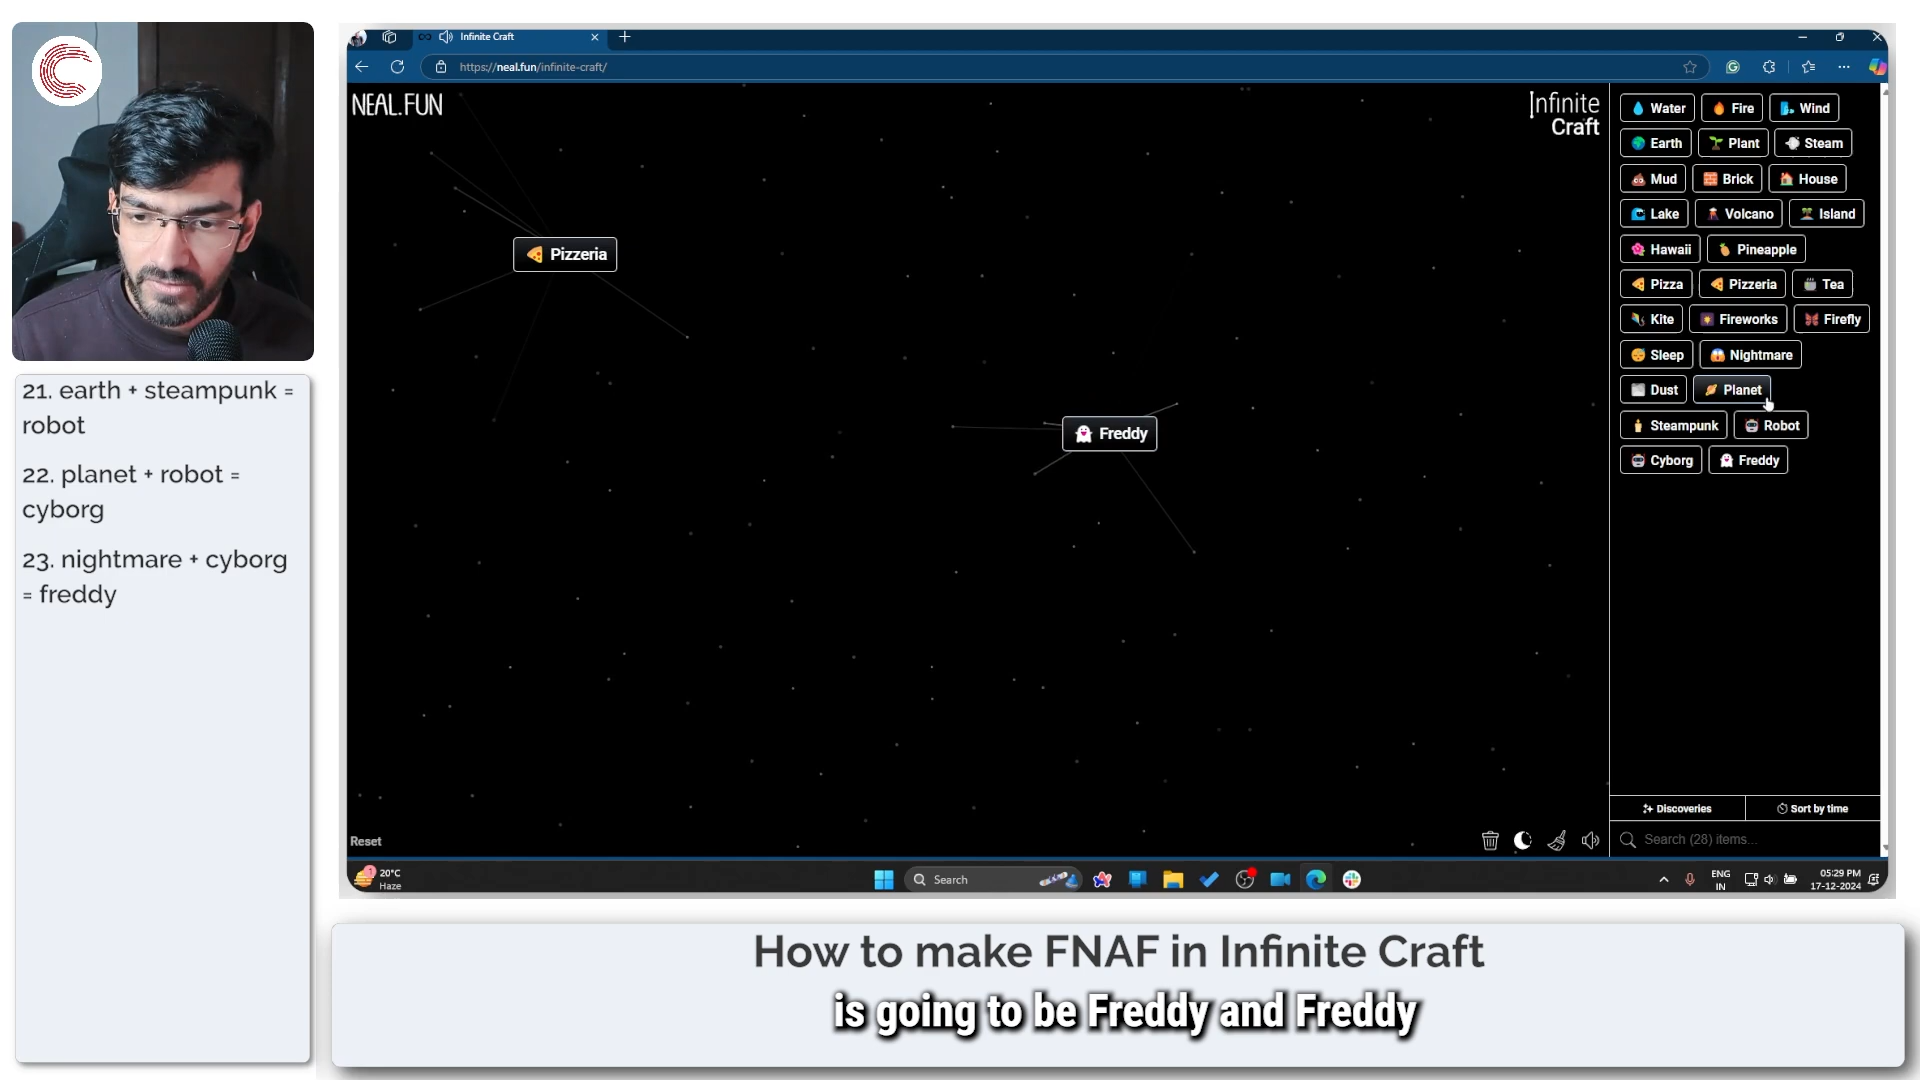 Infinite Craft
https://neal.fun/infinite-craft/
NEAL.FUN
Infinite
Craft
Water Fire Wind
Earth Plant Steam
Mud Brick House
Lake Volcano Island
Hawaii Pineapple
Pizza Pizzeria Tea
Kite Fireworks Firefly
Sleep Nightmare
Dust Planet
Steampunk Robot
Cyborg Freddy
Pizzeria
Freddy
21. earth + steampunk =
robot
22. planet + robot =
cyborg
23. nightmare + cyborg
= freddy
Discoveries Sort by time
Search (28) items...
Reset
1
20°C
Haze
Search
ENG
IN
05:29 PM
17-12-2024
How to make FNAF in Infinite Craft
is going to be Freddy and Freddy